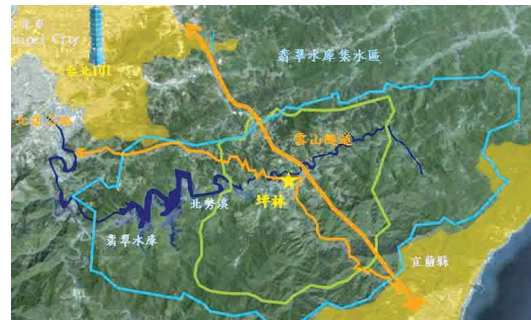 Taipei City
翡翠水庫集水區
台北101
北宜公路
雪山隧道
坪林
北勢溪
翡翠水庫
宜蘭縣